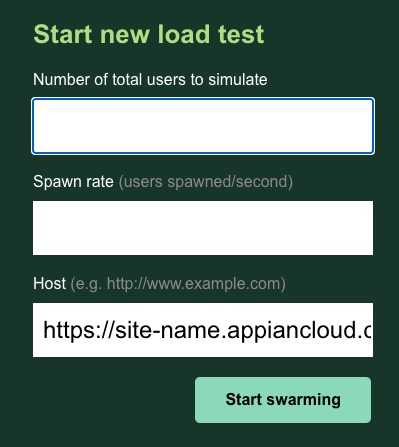 Start new load test
Number of total users to simulate
Spawn rate (users spawned/second)
Host (e.g. http://www.example.com)
https://site-name.appiancloud.c
Start swarming